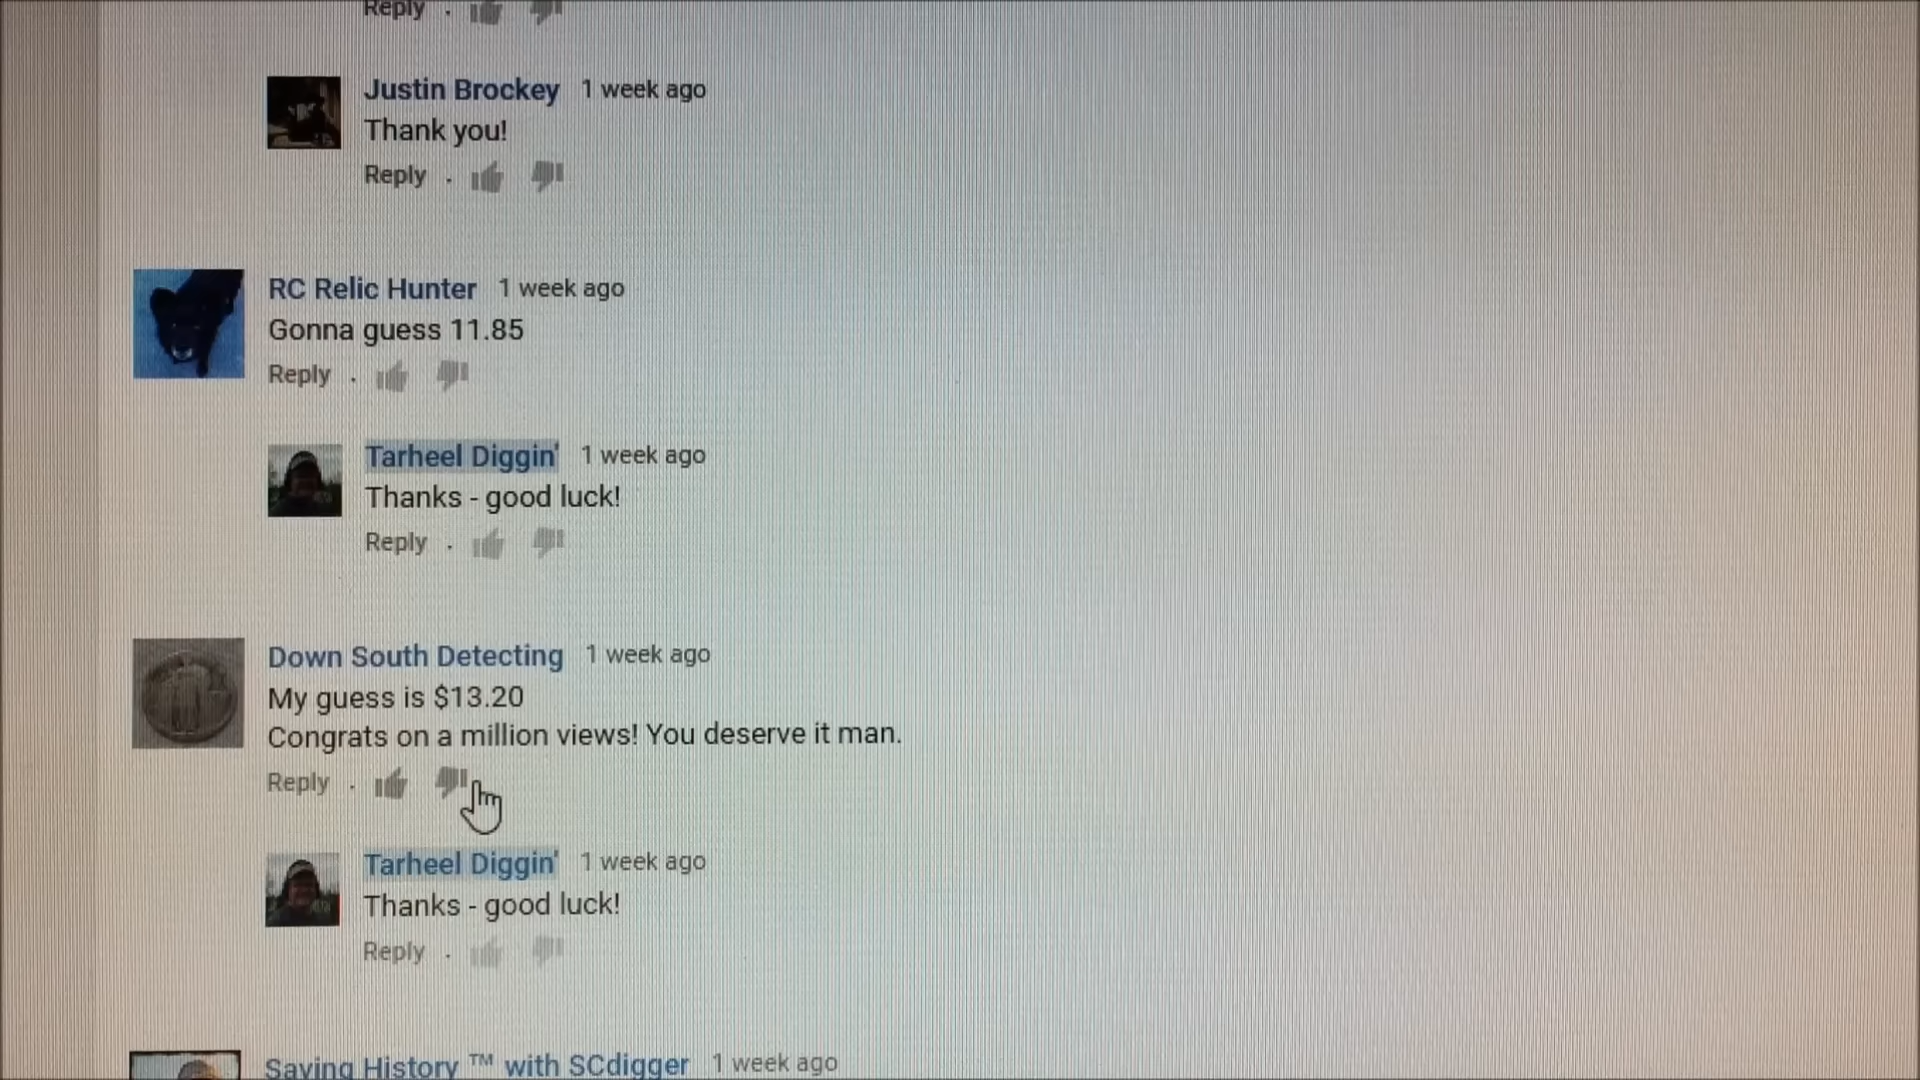 Reply .
Justin Brockey 1 week ago
Thank you!
Reply .
RC Relic Hunter 1 week ago
Gonna guess 11.85
Reply .
Tarheel Diggin' 1 week ago
Thanks - good luck!
Reply .
Down South Detecting 1 week ago
My guess is $13.20
Congrats on a million views! You deserve it man.
Reply .
Tarheel Diggin' 1 week ago
Thanks - good luck!
Reply .
Saving History ™ with SCdigger 1 week ago